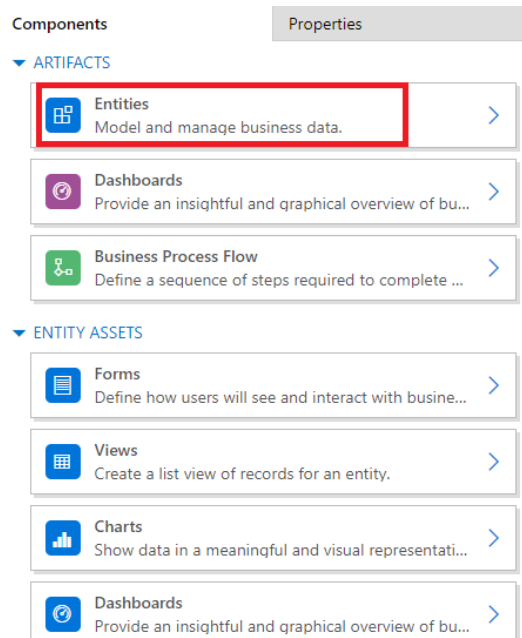 Components
Properties
ARTIFACTS
Entities
Model and manage business data.
Dashboards
Provide an insightful and graphical overview of bu...
Business Process Flow
Define a sequence of steps required to complete ...
ENTITY ASSETS
Forms
Define how users will see and interact with busine...
Views
Create a list view of records for an entity.
Charts
Show data in a meaningful and visual representati...
Dashboards
Provide an insightful and graphical overview of bu...